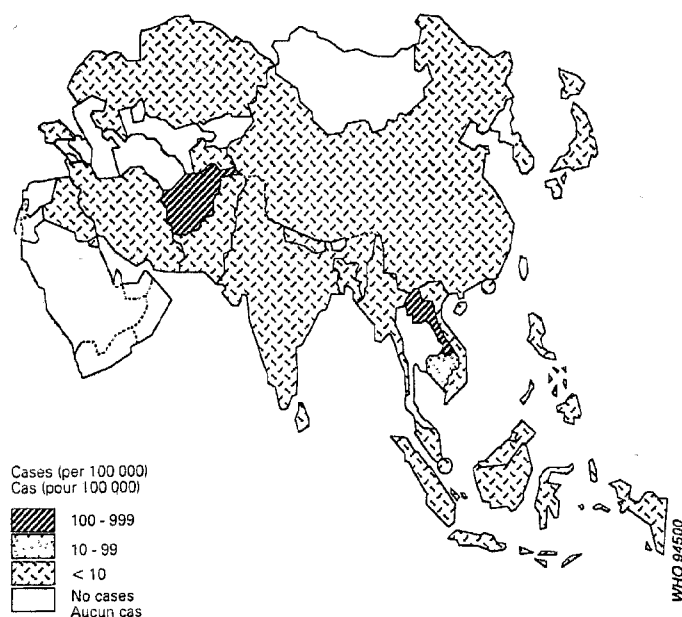 Cases (per 100 000)
Cas (pour 100 000)
100 - 999
10 - 99
< 10
No cases
Aucun cas
WHO 94500